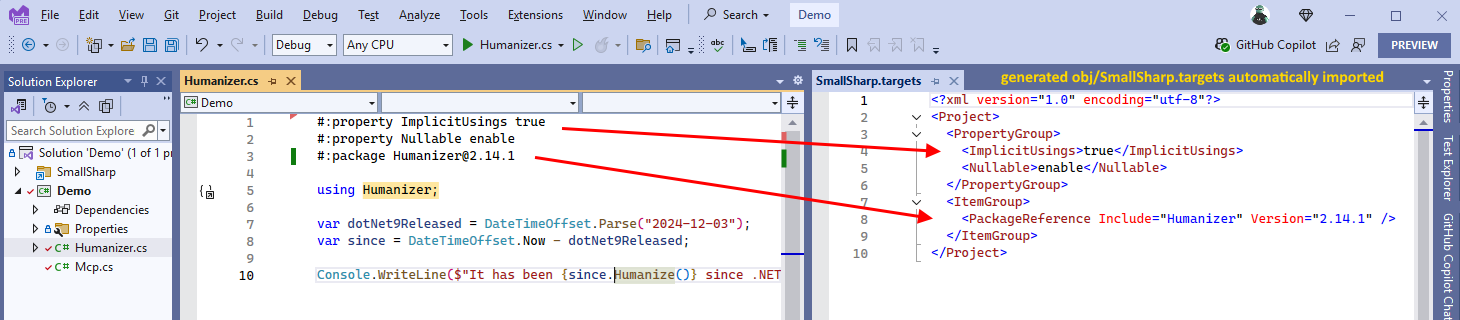 File Edit View Git Project Build Debug Test Analyze Tools Extensions Window Help Search Demo
PRE
Debug Any CPU Humanizer.cs abc GitHub Copilot PREVIEW
Solution Explorer
Search Solution Explore
Solution 'Demo' (1 of 1 pr
SmallSharp
C# Demo
Dependencies
Properties
C# Humanizer.cs
C# Mcp.cs
Humanizer.cs
C# Demo
1 #:property ImplicitUsings true
2 #:property Nullable enable
3 #:package Humanizer@2.14.1
4
5 using Humanizer;
6
7 var dotNet9Released = DateTimeOffset.Parse("2024-12-03");
8 var since = DateTimeOffset.Now - dotNet9Released;
9
10 Console.WriteLine($"It has been {since.Humanize()} since .NET
SmallSharp.targets generated obj/SmallSharp.targets automatically imported
1 <?xml version="1.0" encoding="utf-8"?>
2 <Project>
3 <PropertyGroup>
4 <ImplicitUsings>true</ImplicitUsings>
5 <Nullable>enable</Nullable>
6 </PropertyGroup>
7 <ItemGroup>
8 <PackageReference Include="Humanizer" Version="2.14.1" />
9 </ItemGroup>
10 </Project>
Properties
Test Explorer
GitHub Copilot Chat